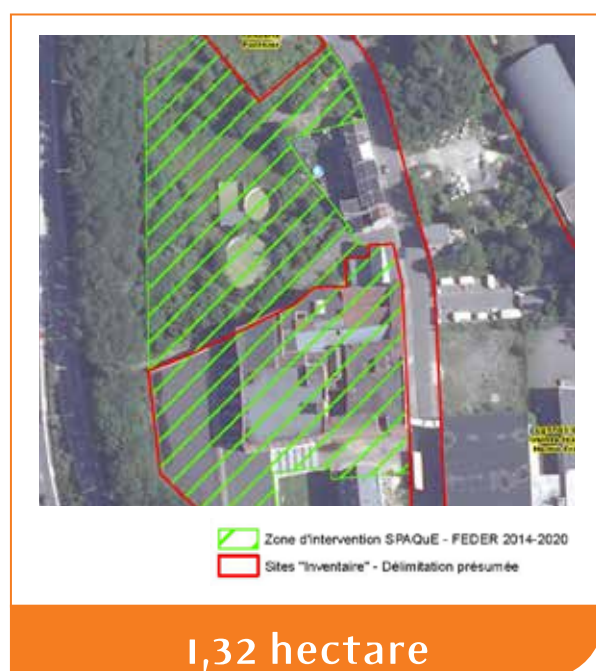 Zone d'intervention SPAQuE - FEDER 2014-2020
Sites "Inventaire" - Délimitation présumée
1,32 hectare